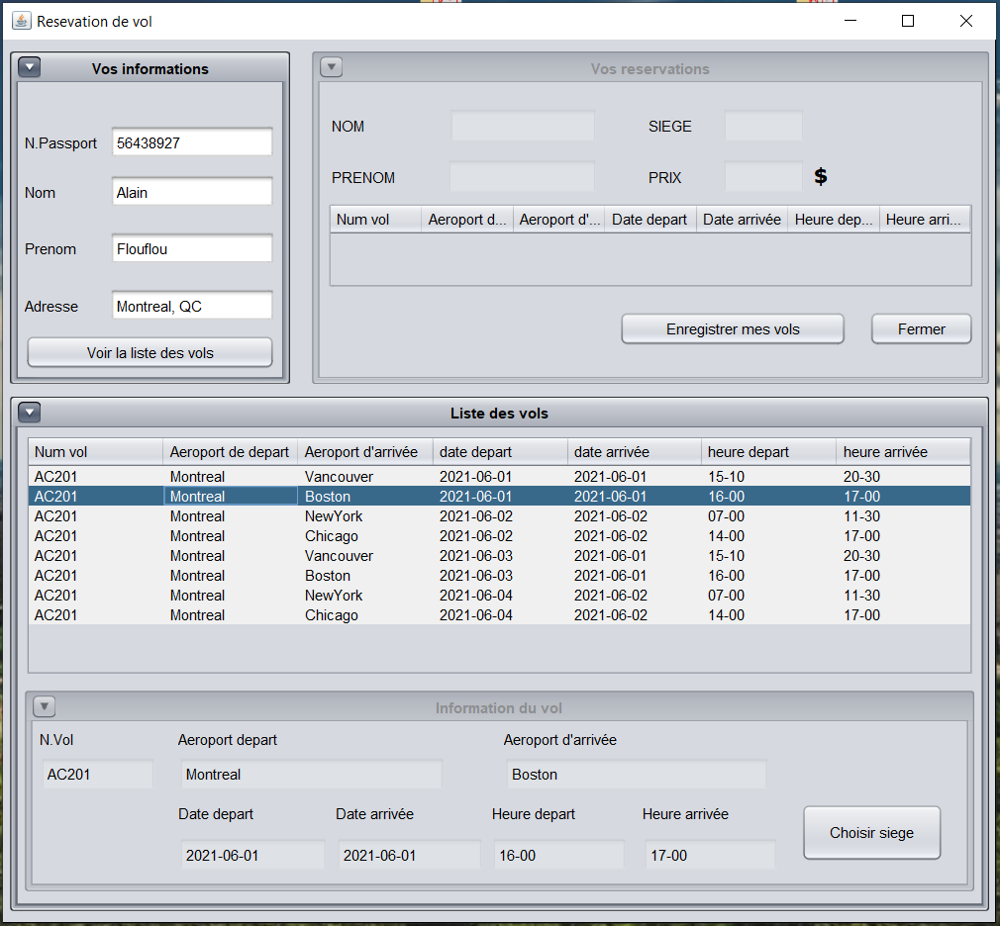 Resevation de vol
Vos informations
N.Passport 56438927
Nom Alain
Prenom Flouflou
Adresse Montreal, QC
Voir la liste des vols
Vos reservations
NOM SIEGE
PRENOM PRIX $
Num vol Aeroport d... Aeroport d'... Date depart Date arrivée Heure dep... Heure arri...
Enregistrer mes vols Fermer
Liste des vols
Num vol Aeroport de depart Aeroport d'arrivée date depart date arrivée heure depart heure arrivée
AC201 Montreal Vancouver 2021-06-01 2021-06-01 15-10 20-30
AC201 Montreal Boston 2021-06-01 2021-06-01 16-00 17-00
AC201 Montreal NewYork 2021-06-02 2021-06-02 07-00 11-30
AC201 Montreal Chicago 2021-06-02 2021-06-02 14-00 17-00
AC201 Montreal Vancouver 2021-06-03 2021-06-01 15-10 20-30
AC201 Montreal Boston 2021-06-03 2021-06-01 16-00 17-00
AC201 Montreal NewYork 2021-06-04 2021-06-02 07-00 11-30
AC201 Montreal Chicago 2021-06-04 2021-06-02 14-00 17-00
Information du vol
N.Vol Aeroport depart Aeroport d'arrivée
AC201 Montreal Boston
Date depart Date arrivée Heure depart Heure arrivée
2021-06-01 2021-06-01 16-00 17-00
Choisir siege